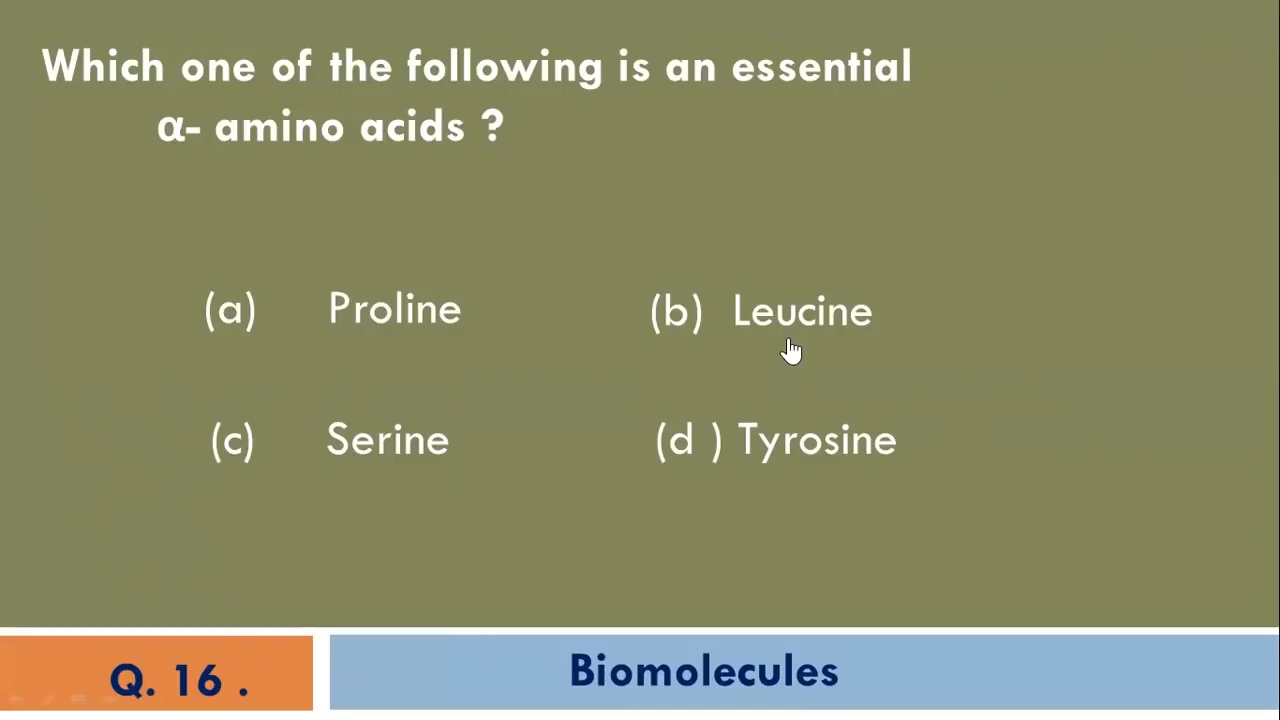 Which one of the following is an essential
α- amino acids ?
(a) Proline (b) Leucine
(c) Serine (d ) Tyrosine
Q. 16 . Biomolecules